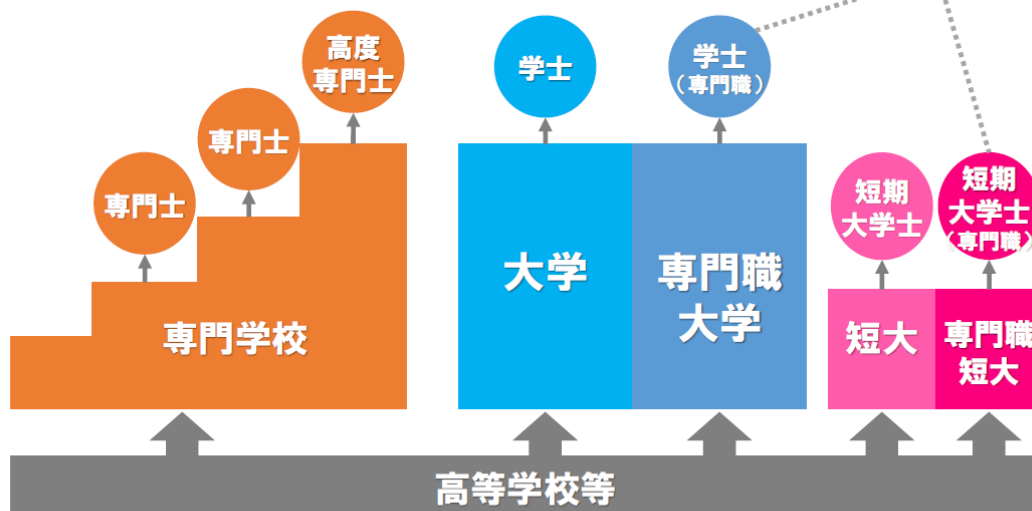 高度
専門士
専門士
専門士
学士
学士
（専門職）
短期
大学士
短期
大学士
（専門職）
専門学校
大学
専門職
大学
短大
専門職
短大
高等学校等